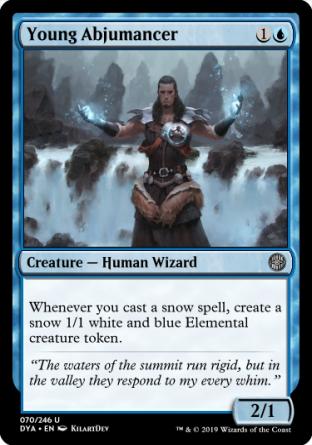 Young Abjumancer 1
Creature — Human Wizard
Whenever you cast a snow spell, create a
snow 1/1 white and blue Elemental
creature token.
“The waters of the summit run rigid, but in
the valley they respond to my every whim.”
2/1
070/246 U
DYA • EN KilartDev
™ & © 2019 Wizards of the Coast